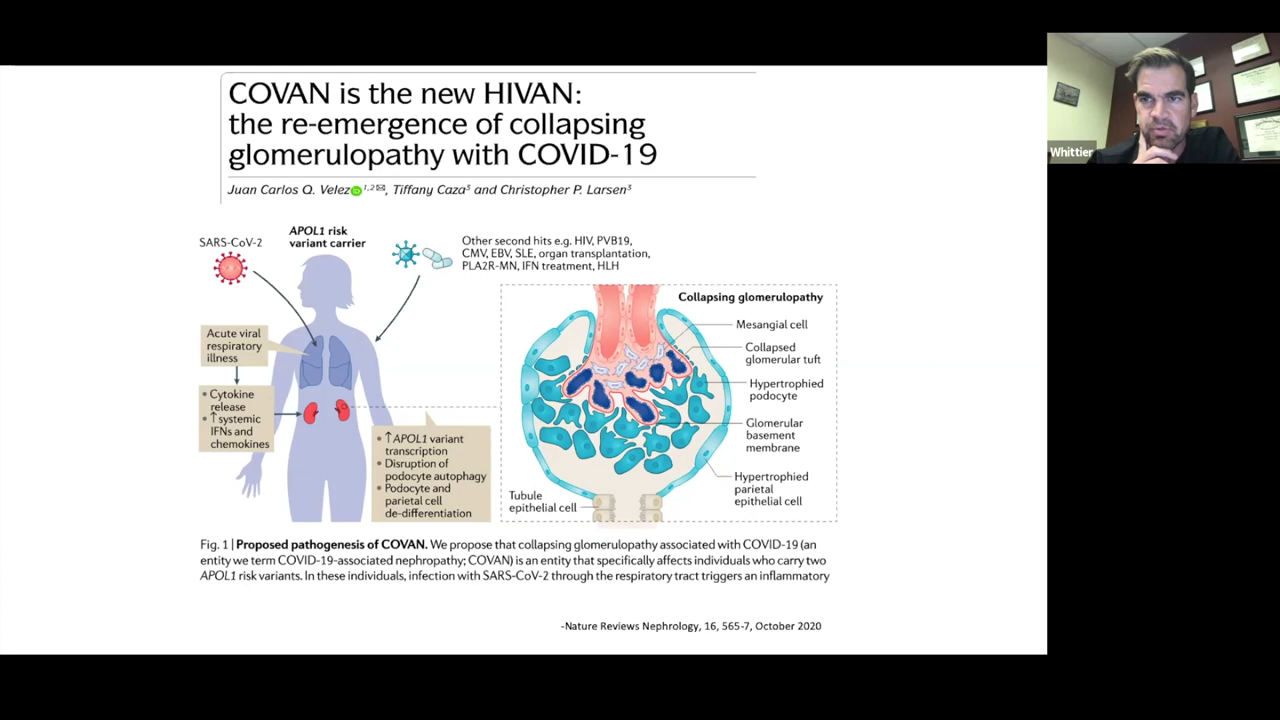 COVAN is the new HIVAN:
the re-emergence of collapsing
glomerulopathy with COVID-19
Juan Carlos Q. Velez 1,2✉, Tiffany Caza3 and Christopher P. Larsen3
SARS-CoV-2
APOL1 risk
variant carrier
Other second hits e.g. HIV, PVB19,
CMV, EBV, SLE, organ transplantation,
PLA2R-MN, IFN treatment, HLH
Acute viral
respiratory
illness
• Cytokine
release
• ↑ systemic
IFNs and
chemokines
• ↑ APOL1 variant
transcription
• Disruption of
podocyte autophagy
• Podocyte and
parietal cell
de-differentiation
Collapsing glomerulopathy
Mesangial cell
Collapsed
glomerular tuft
Hypertrophied
podocyte
Glomerular
basement
membrane
Hypertrophied
parietal
epithelial cell
Tubule
epithelial cell
Fig. 1 | Proposed pathogenesis of COVAN. We propose that collapsing glomerulopathy associated with COVID-19 (an
entity we term COVID-19-associated nephropathy; COVAN) is an entity that specifically affects individuals who carry two
APOL1 risk variants. In these individuals, infection with SARS-CoV-2 through the respiratory tract triggers an inflammatory
-Nature Reviews Nephrology, 16, 565-7, October 2020
Whittier